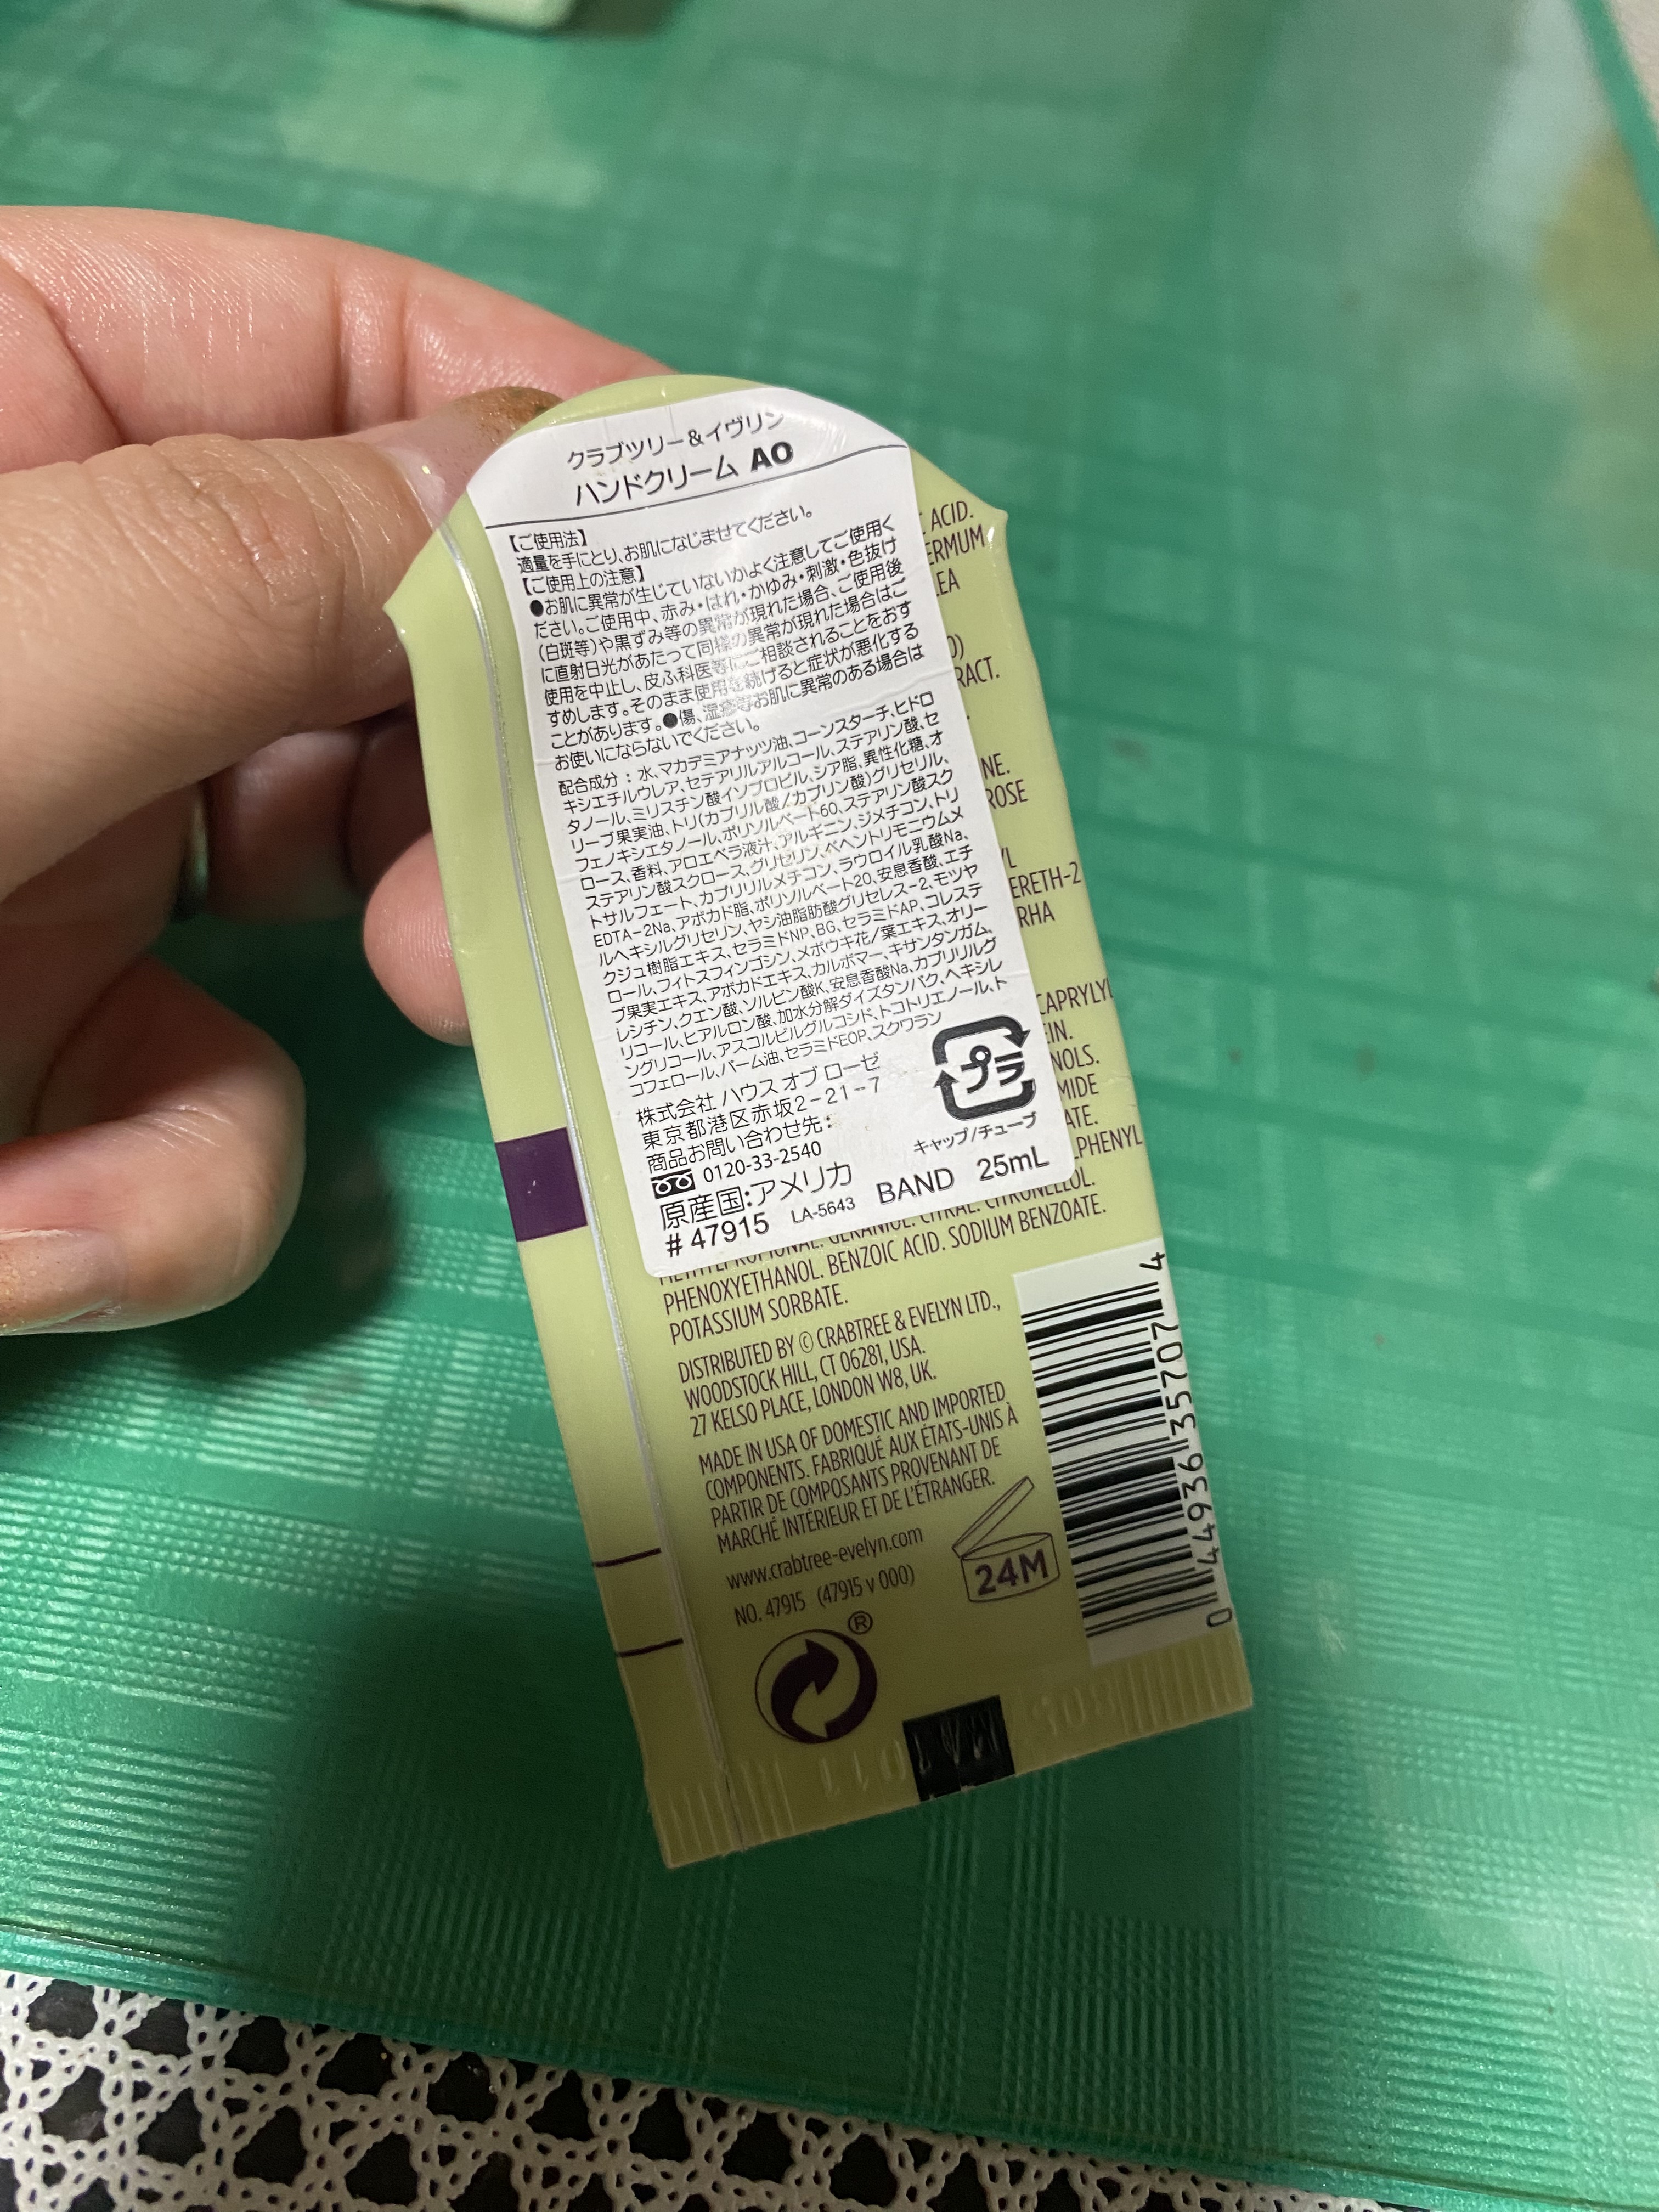 クラブツリー&イヴリン
ハンドクリーム AO
【ご使用法】
適量を手にとり、お肌になじませてください。
【ご使用上の注意】
●お肌に異常が生じていないかよく注意してご使用く
ださい。ご使用中、赤み・はれ・かゆみ・刺激・色抜け
(白斑等)や黒ずみ等の異常が現れた場合、ご使用後
に直射日光があたって同様の異常が現れた場合はご
使用を中止し、皮ふ科医等にご相談されることをおす
すめします。そのまま使用を続けると症状が悪化する
ことがあります。●傷、湿疹等お肌に異常のある場合は
お使いにならないでください。
配合成分：水、マカデミアナッツ油、コーンスターチ、ヒドロ
キシエチルウレア、セテアリルアルコール、ステアリン酸、セ
タノール、ミリスチン酸イソプロピル、シア脂、異性化糖、オ
リーブ果実油、トリ(カプリル酸/カプリン酸)グリセリル、
フェノキシエタノール、ポリソルベート60、ステアリン酸スク
ロース、香料、アロエベラ液汁、アルギニン、ジメチコン、トリ
ステアリン酸スクロース、グリセリン、ベヘントリモニウムメ
トサルフェート、カプリリルメチコン、ラウロイル乳酸Na、
EDTA-2Na、アボカド脂、ポリソルベート20、安息香酸、エチ
ルヘキシルグリセリン、ヤシ油脂肪酸グリセレス-2、モツヤ
クジュ樹脂エキス、セラミドNP、BG、セラミドAP、コレステ
ロール、フィトスフィンゴシン、メボウキ花/葉エキス、オリー
ブ果実エキス、アボカドエキス、カルボマー、キサンタンガム、
レシチン、クエン酸、ソルビン酸K、安息香酸Na、カプリリルグ
リコール、ヒアルロン酸、加水分解ダイズタンパク、ヘキシレ
ングリコール、アスコルビルグルコシド、トコトリエノール、ト
コフェロール、パーム油、セラミドEOP、スクワラン
株式会社 ハウス オブ ローゼ
東京都港区赤坂2-21-7
商品お問い合わせ先：
0120-33-2540
プラ
キャップ/チューブ
原産国：アメリカ
# 47915 LA-5643 BAND 25mL
ACID.
ERMUM
EA
O)
RACT.
NE.
ROSE
YL
ERETH-2
RHA
CAPRYLYL
EIN.
NOLS.
MIDE
ATE.
LPHENYL
GERANIOL. CITRAL. CITRONELLOL.
PHENOXYETHANOL. BENZOIC ACID. SODIUM BENZOATE.
POTASSIUM SORBATE.
DISTRIBUTED BY © CRABTREE & EVELYN LTD.,
WOODSTOCK HILL, CT 06281, USA.
27 KELSO PLACE, LONDON W8, UK.
MADE IN USA OF DOMESTIC AND IMPORTED
COMPONENTS. FABRIQUÉ AUX ÉTATS-UNIS À
PARTIR DE COMPOSANTS PROVENANT DE
MARCHÉ INTÉRIEUR ET DE L'ÉTRANGER.
www.crabtree-evelyn.com
NO. 47915 (47915 v 000)
24M
®
0 44936 35707 4